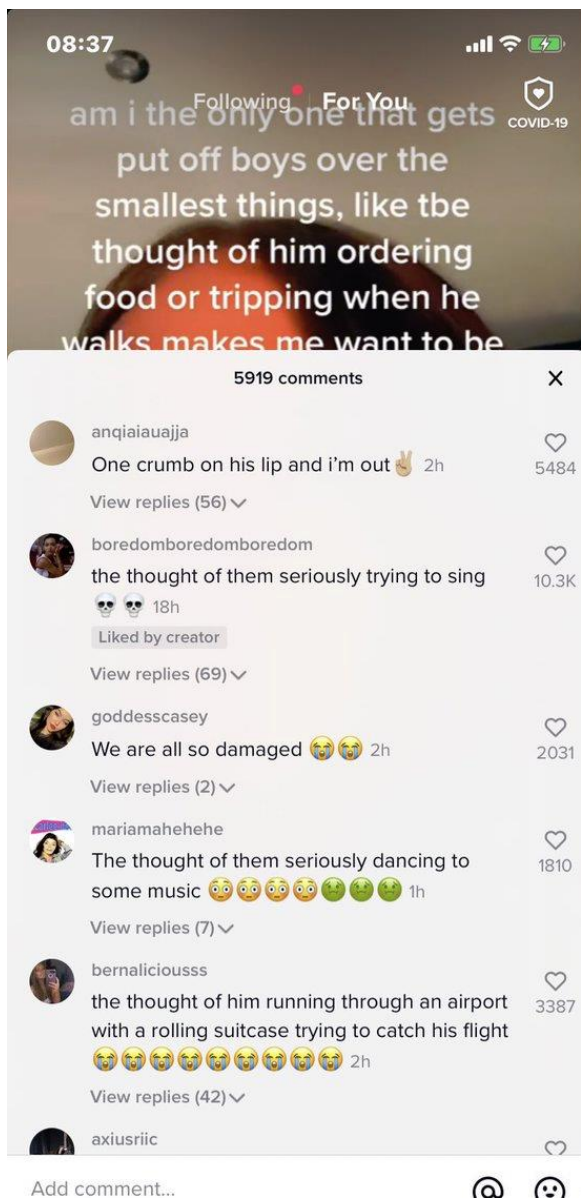 08:37
Following For You
COVID-19
am i the only one that gets
put off boys over the
smallest things, like tbe
thought of him ordering
food or tripping when he
walks makes me want to be
5919 comments
anqiaiauajja
One crumb on his lip and i'm out✌🏼 2h
5484
View replies (56)
boredomboredomboredom
the thought of them seriously trying to sing
💀 💀 18h
10.3K
Liked by creator
View replies (69)
goddesscasey
We are all so damaged 😭😭 2h
2031
View replies (2)
mariamahehehe
The thought of them seriously dancing to
some music 😳😳😳😳🤢🤢🤢 1h
1810
View replies (7)
bernaliciousss
the thought of him running through an airport
with a rolling suitcase trying to catch his flight
😭😭😭😭😭😭😭😭😭 2h
3387
View replies (42)
axiusriic
Add comment...
@